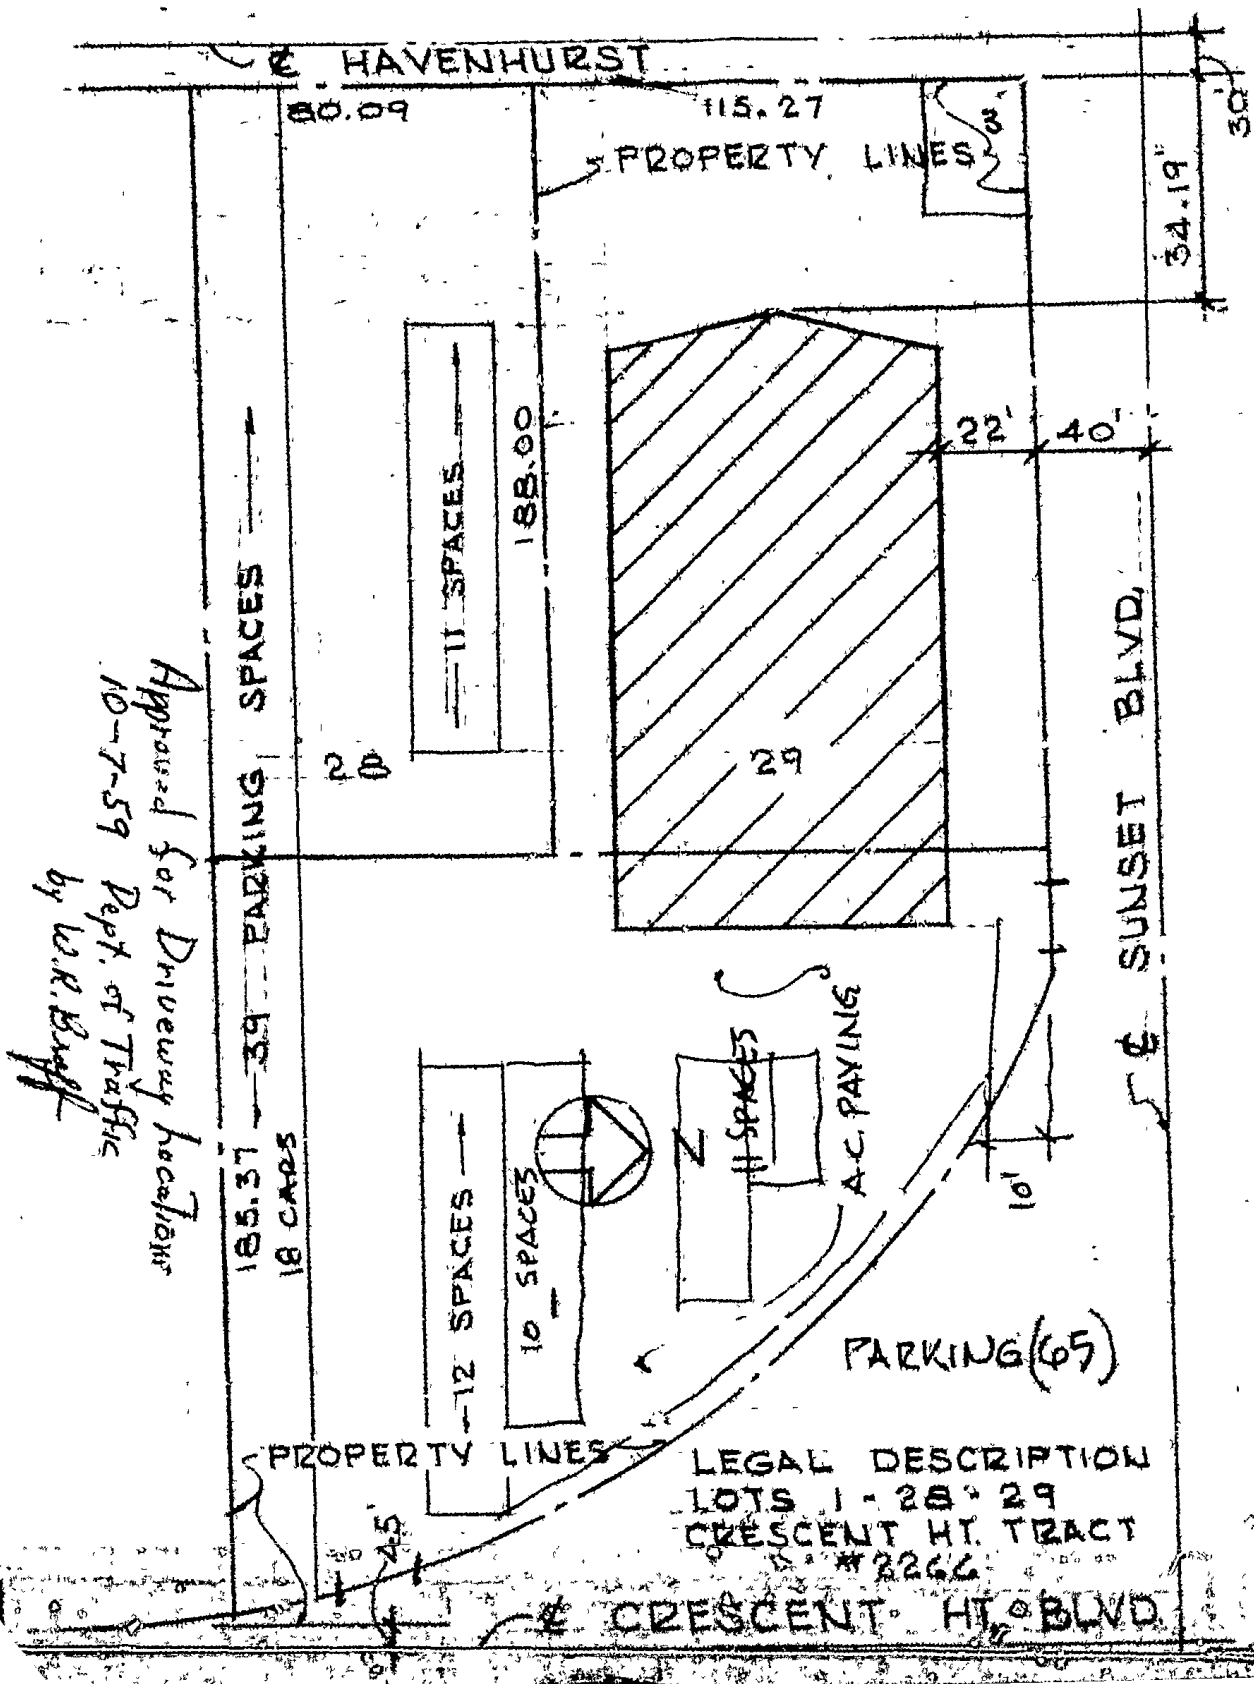 ℄ HAVENHURST
80.09
115.27
30'
PROPERTY LINES
8'
34.19'
22'
40'
188.00
11 SPACES
39 PARKING SPACES
28
29
℄ SUNSET BLVD.
Approved for Driveway Locations
10-7-59 Dept. of Traffic
by W.R.
185.37
18 CARS
12 SPACES
10 SPACES
Z
11 SPACES
A.C. PAVING
10'
PARKING (65)
PROPERTY LINES
45'
LEGAL DESCRIPTION
LOTS 1 - 28 - 29
CRESCENT HT. TRACT
#2266
℄ CRESCENT HT. BLVD